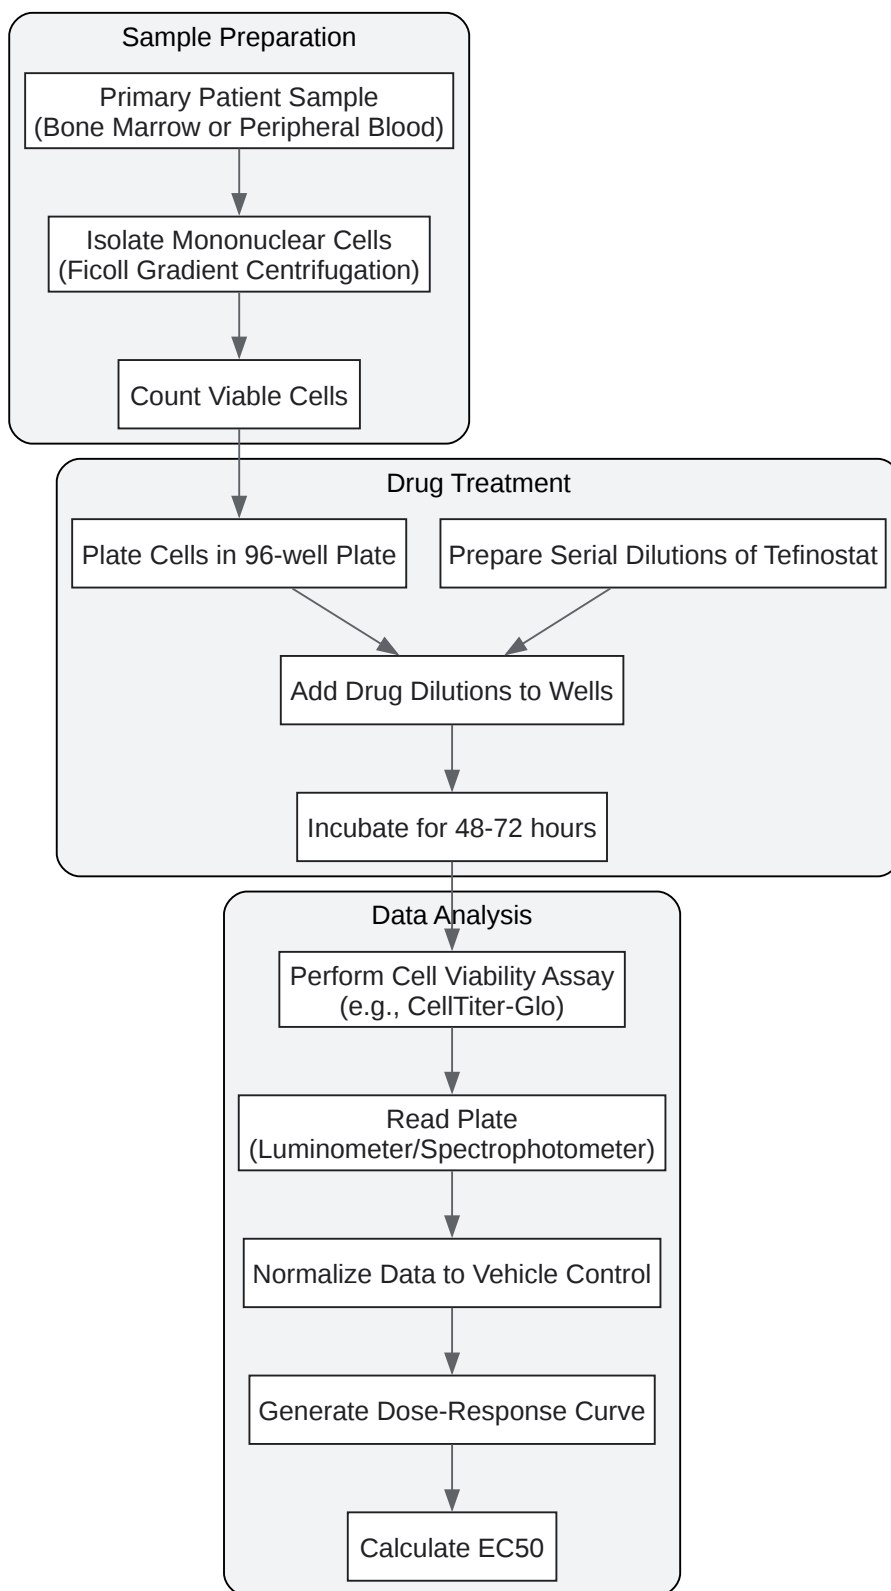 Sample Preparation
Primary Patient Sample
(Bone Marrow or Peripheral Blood)
Isolate Mononuclear Cells
(Ficoll Gradient Centrifugation)
Count Viable Cells
Drug Treatment
Plate Cells in 96-well Plate
Prepare Serial Dilutions of Tefinostat
Add Drug Dilutions to Wells
Incubate for 48-72 hours
Data Analysis
Perform Cell Viability Assay
(e.g., CellTiter-Glo)
Read Plate
(Luminometer/Spectrophotometer)
Normalize Data to Vehicle Control
Generate Dose-Response Curve
Calculate EC50